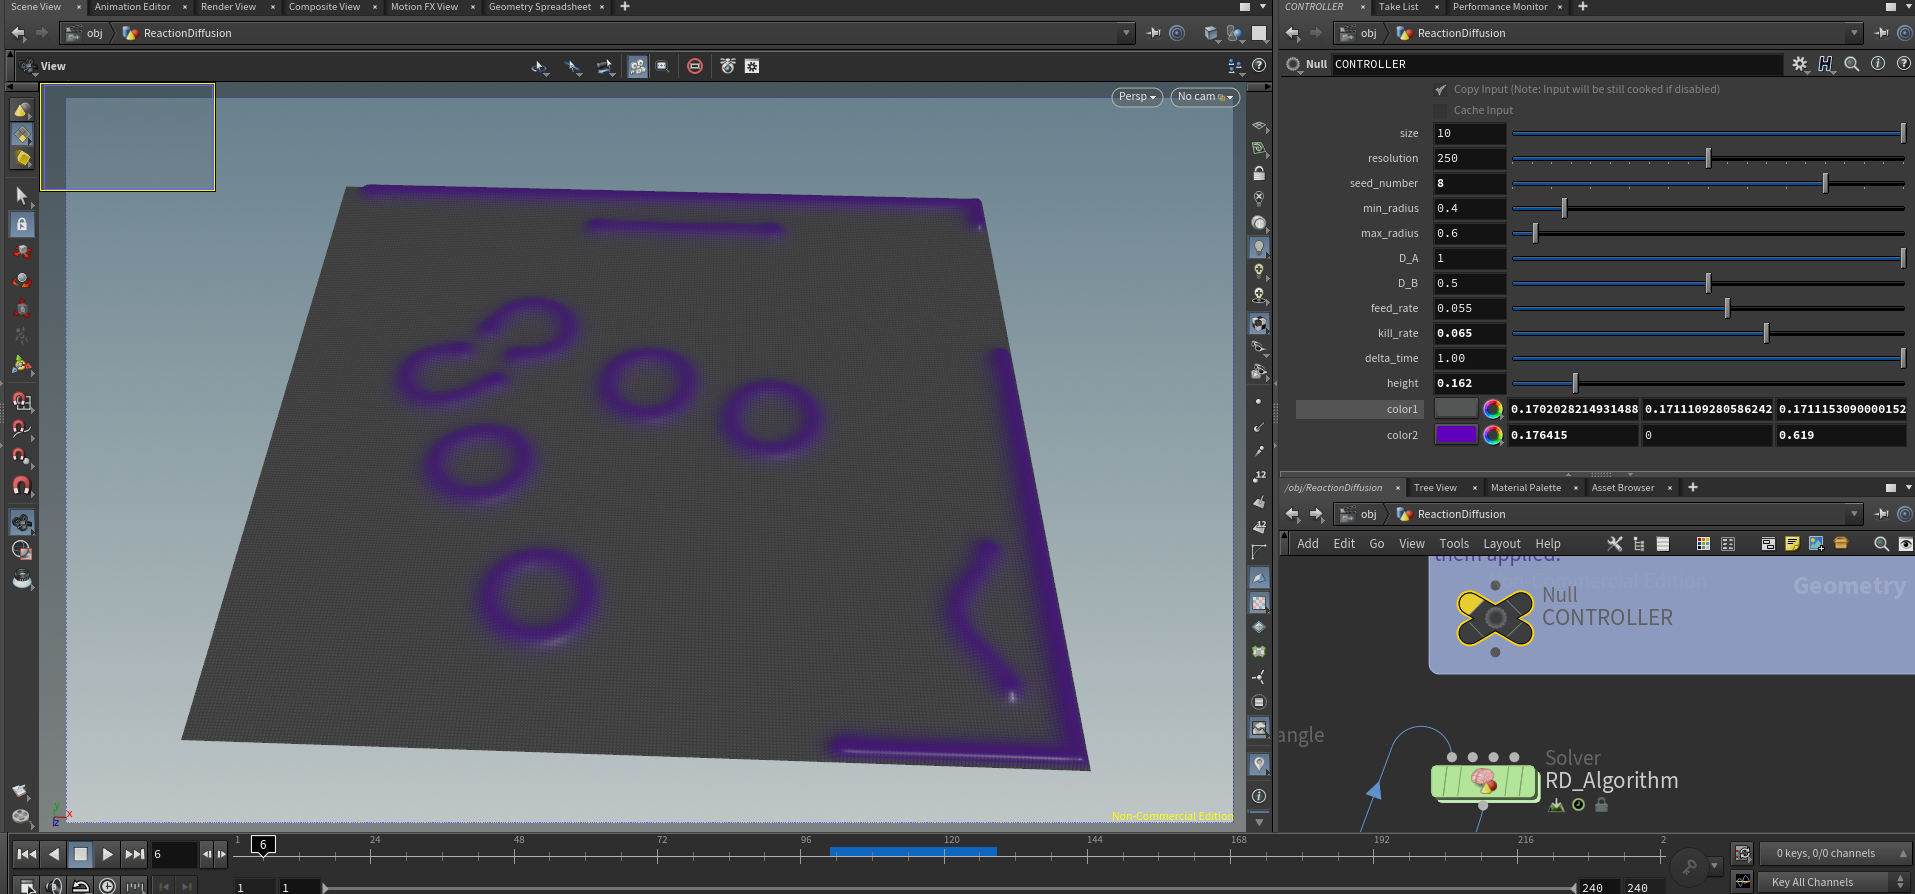 Scene View
Animation Editor
Render View
Composite View
Motion FX View
Geometry Spreadsheet
obj
ReactionDiffusion
View
Persp
No cam
Non-Commercial Edition
CONTROLLER
Take List
Performance Monitor
obj
ReactionDiffusion
Null CONTROLLER
Copy Input (Note: Input will be still cooked if disabled)
Cache Input
size 10
resolution 250
seed_number 8
min_radius 0.4
max_radius 0.6
D_A 1
D_B 0.5
feed_rate 0.055
kill_rate 0.065
delta_time 1.00
height 0.162
color1 0.1702028214931488 0.1711109280586242 0.1711153090000152
color2 0.176415 0 0.619
/obj/ReactionDiffusion
Tree View
Material Palette
Asset Browser
obj
ReactionDiffusion
Add Edit Go View Tools Layout Help
them applied.
Geometry
Null
CONTROLLER
angle
Solver
RD_Algorithm
6
1 6 24 48 72 96 120 144 168 192 216 2
0 keys, 0/0 channels
1 1 240 240
Key All Channels